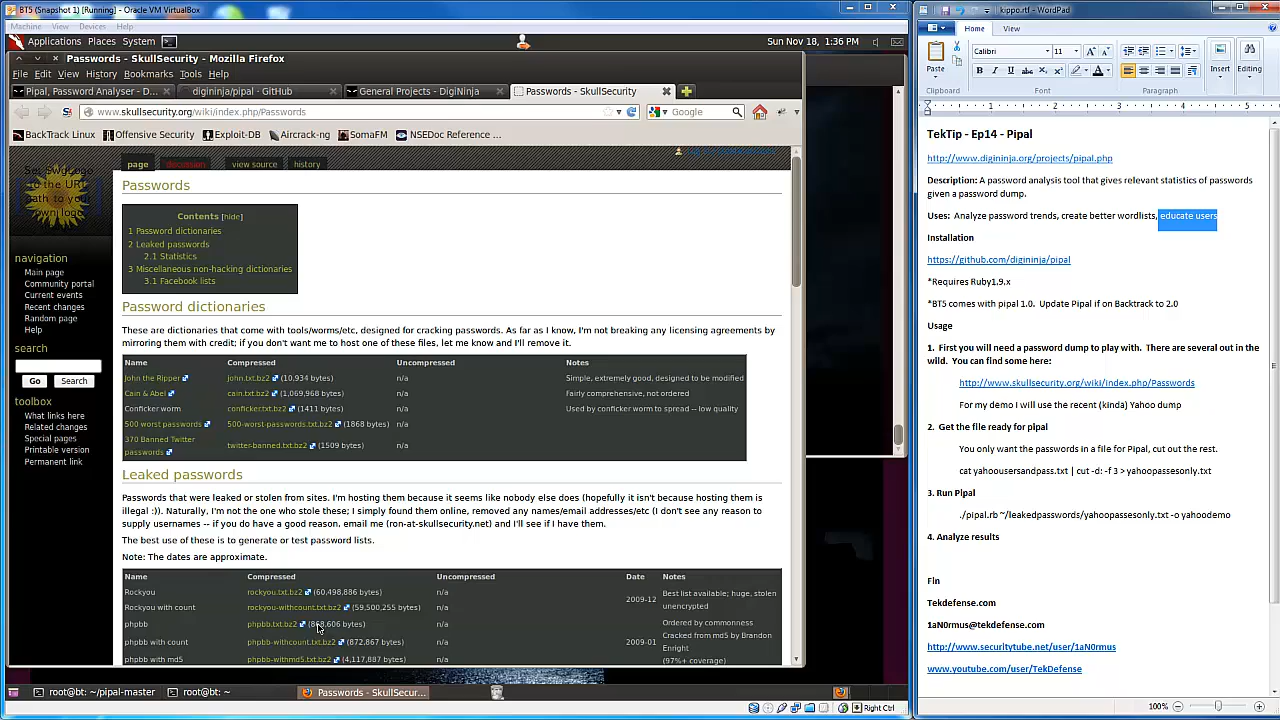 BT5 (Snapshot 1) [Running] - Oracle VM VirtualBox
Machine View Devices Help
Applications Places System
Sun Nov 18, 1:36 PM
Passwords - SkullSecurity - Mozilla Firefox
File Edit View History Bookmarks Tools Help
Pipal, Password Analyser - D...
digininja/pipal · GitHub
General Projects - DigiNinja
Passwords - SkullSecurity
www.skullsecurity.org/wiki/index.php/Passwords
Google
BackTrack Linux
Offensive Security
Exploit-DB
Aircrack-ng
SomaFM
NSEDoc Reference ...
page
discussion
view source
history
Passwords
Contents [hide]
1 Password dictionaries
2 Leaked passwords
2.1 Statistics
3 Miscellaneous non-hacking dictionaries
3.1 Facebook lists
navigation
Main page
Community portal
Current events
Recent changes
Random page
Help
search
Go
Search
toolbox
What links here
Related changes
Special pages
Printable version
Permanent link
Password dictionaries
These are dictionaries that come with tools/worms/etc, designed for cracking passwords. As far as I know, I'm not breaking any licensing agreements by
mirroring them with credit; if you don't want me to host one of these files, let me know and I'll remove it.
Name Compressed Uncompressed Notes
John the Ripper john.txt.bz2 (10,934 bytes) n/a Simple, extremely good, designed to be modified
Cain & Abel cain.txt.bz2 (1,069,968 bytes) n/a Fairly comprehensive, not ordered
Conficker worm conficker.txt.bz2 (1411 bytes) n/a Used by conficker worm to spread -- low quality
500 worst passwords 500-worst-passwords.txt.bz2 (1868 bytes) n/a
370 Banned Twitter
passwords twitter-banned.txt.bz2 (1509 bytes) n/a
Leaked passwords
Passwords that were leaked or stolen from sites. I'm hosting them because it seems like nobody else does (hopefully it isn't because hosting them is
illegal :)). Naturally, I'm not the one who stole these; I simply found them online, removed any names/email addresses/etc (I don't see any reason to
supply usernames -- if you do have a good reason, email me (ron-at-skullsecurity.net) and I'll see if I have them.
The best use of these is to generate or test password lists.
Note: The dates are approximate.
Name Compressed Uncompressed Date Notes
Rockyou rockyou.txt.bz2 (60,498,886 bytes) n/a 2009-12 Best list available; huge, stolen
unencrypted
Rockyou with count rockyou-withcount.txt.bz2 (59,500,255 bytes) n/a
phpbb phpbb.txt.bz2 (868,606 bytes) n/a 2009-01 Ordered by commonness
Cracked from md5 by Brandon
Enright
(97%+ coverage)
phpbb with count phpbb-withcount.txt.bz2 (872,867 bytes) n/a
phpbb with md5 phpbb-withmd5.txt.bz2 (4,117,887 bytes) n/a
root@bt: ~/pipal-master
root@bt: ~
Passwords - SkullSecur...
Right Ctrl
kippo.rtf - WordPad
Home View
Paste
Calibri 11
Insert
Editing
Clipboard
Font
Paragraph
1 2 3 4 5
TekTip - Ep14 - Pipal
http://www.digininja.org/projects/pipal.php
Description: A password analysis tool that gives relevant statistics of passwords
given a password dump.
Uses: Analyze password trends, create better wordlists, educate users
Installation
https://github.com/digininja/pipal
*Requires Ruby1.9.x
*BT5 comes with pipal 1.0. Update Pipal if on Backtrack to 2.0
Usage
1. First you will need a password dump to play with. There are several out in the
wild. You can find some here:
http://www.skullsecurity.org/wiki/index.php/Passwords
For my demo I will use the recent (kinda) Yahoo dump
2. Get the file ready for pipal
You only want the passwords in a file for Pipal, cut out the rest.
cat yahoousersandpass.txt | cut -d: -f 3 > yahoopassesonly.txt
3. Run Pipal
./pipal.rb ~/leakedpasswords/yahoopassesonly.txt -o yahoodemo
4. Analyze results
Fin
Tekdefense.com
1aN0rmus@tekdefense.com
http://www.securitytube.net/user/1aN0rmus
www.youtube.com/user/TekDefense
100%